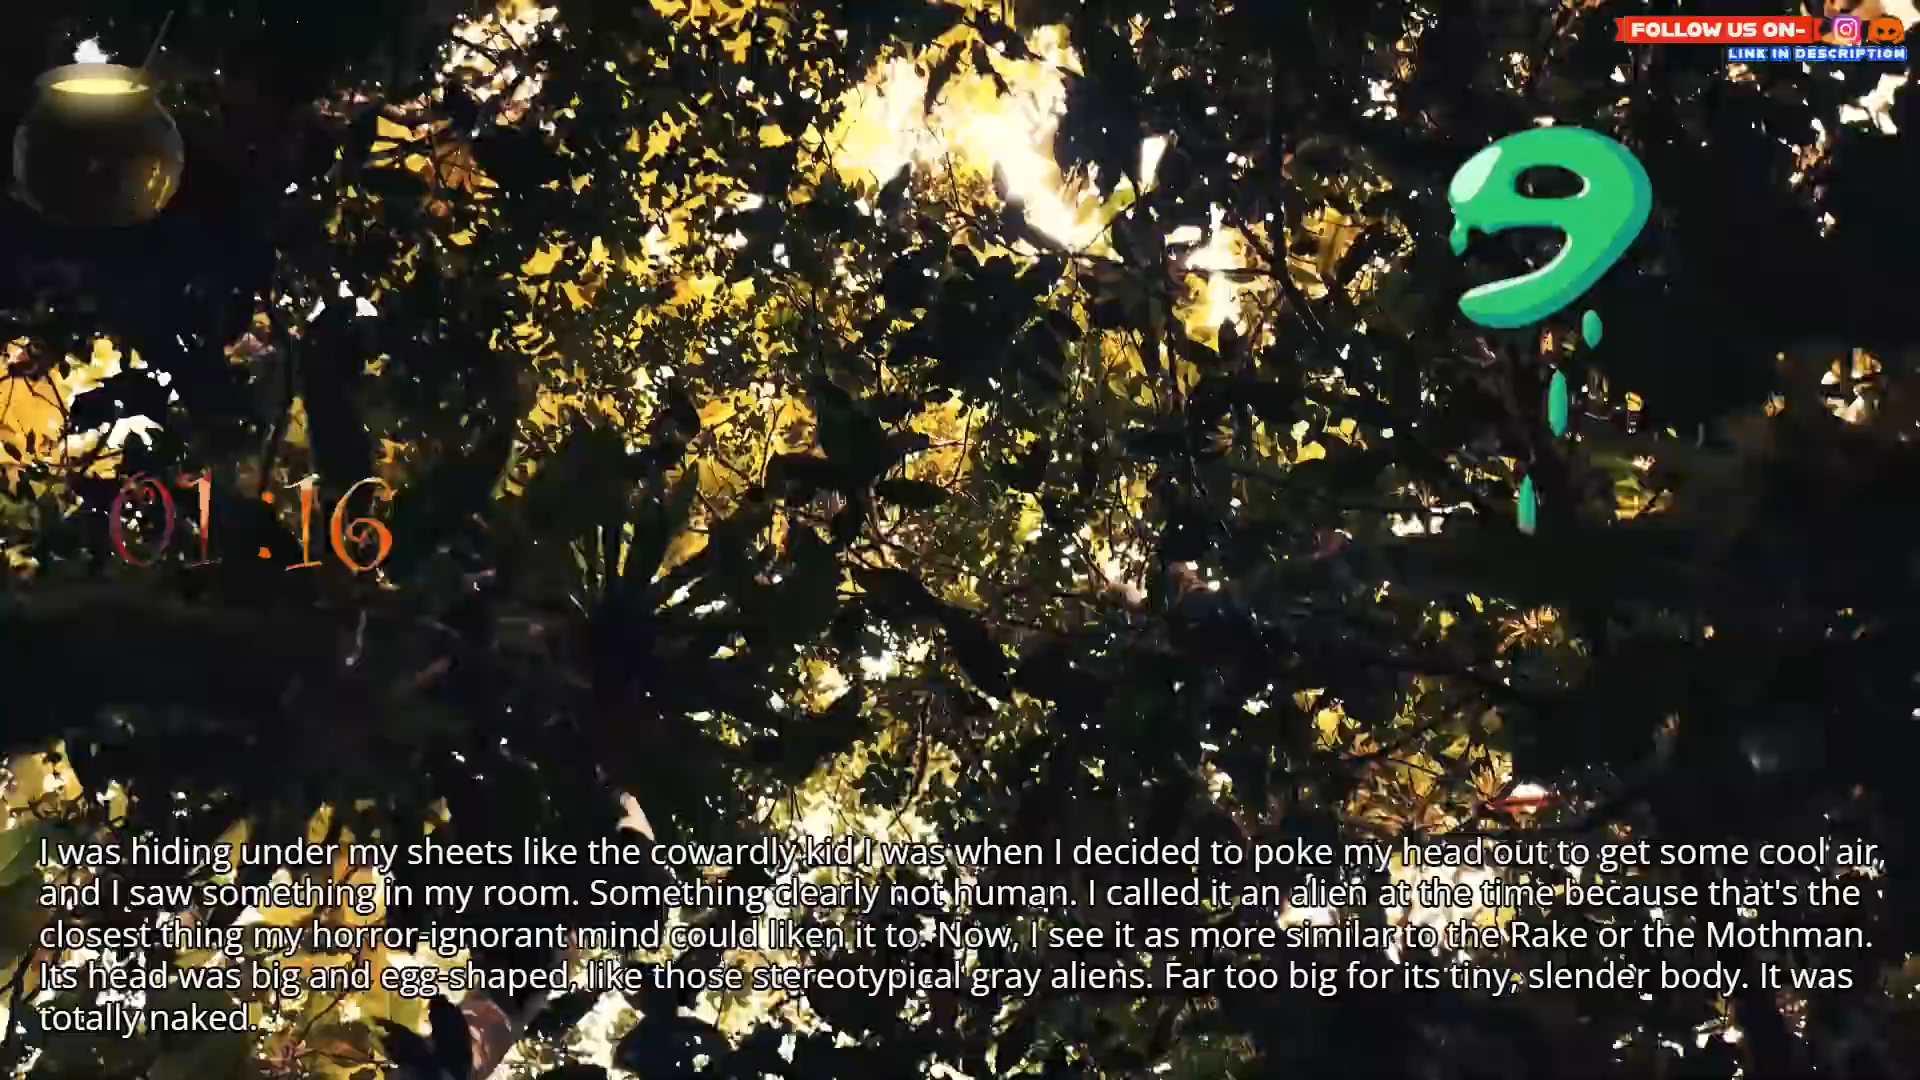 FOLLOW US ON-
LINK IN DESCRIPTION
9
01:16
I was hiding under my sheets like the cowardly kid I was when I decided to poke my head out to get some cool air,
and I saw something in my room. Something clearly not human. I called it an alien at the time because that's the
closest thing my horror-ignorant mind could liken it to. Now, I see it as more similar to the Rake or the Mothman.
Its head was big and egg-shaped, like those stereotypical gray aliens. Far too big for its tiny, slender body. It was
totally naked.